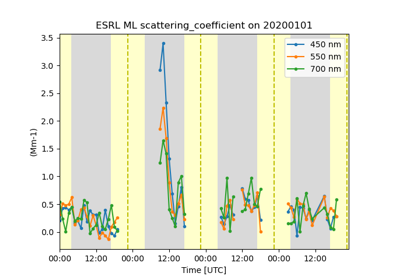 ESRL ML scattering_coefficient on 20200101
3.5
3.0
2.5
2.0
1.5
1.0
0.5
0.0
(Mm-1)
450 nm
550 nm
700 nm
00:00 12:00 00:00 12:00 00:00 12:00 00:00 12:00
Time [UTC]